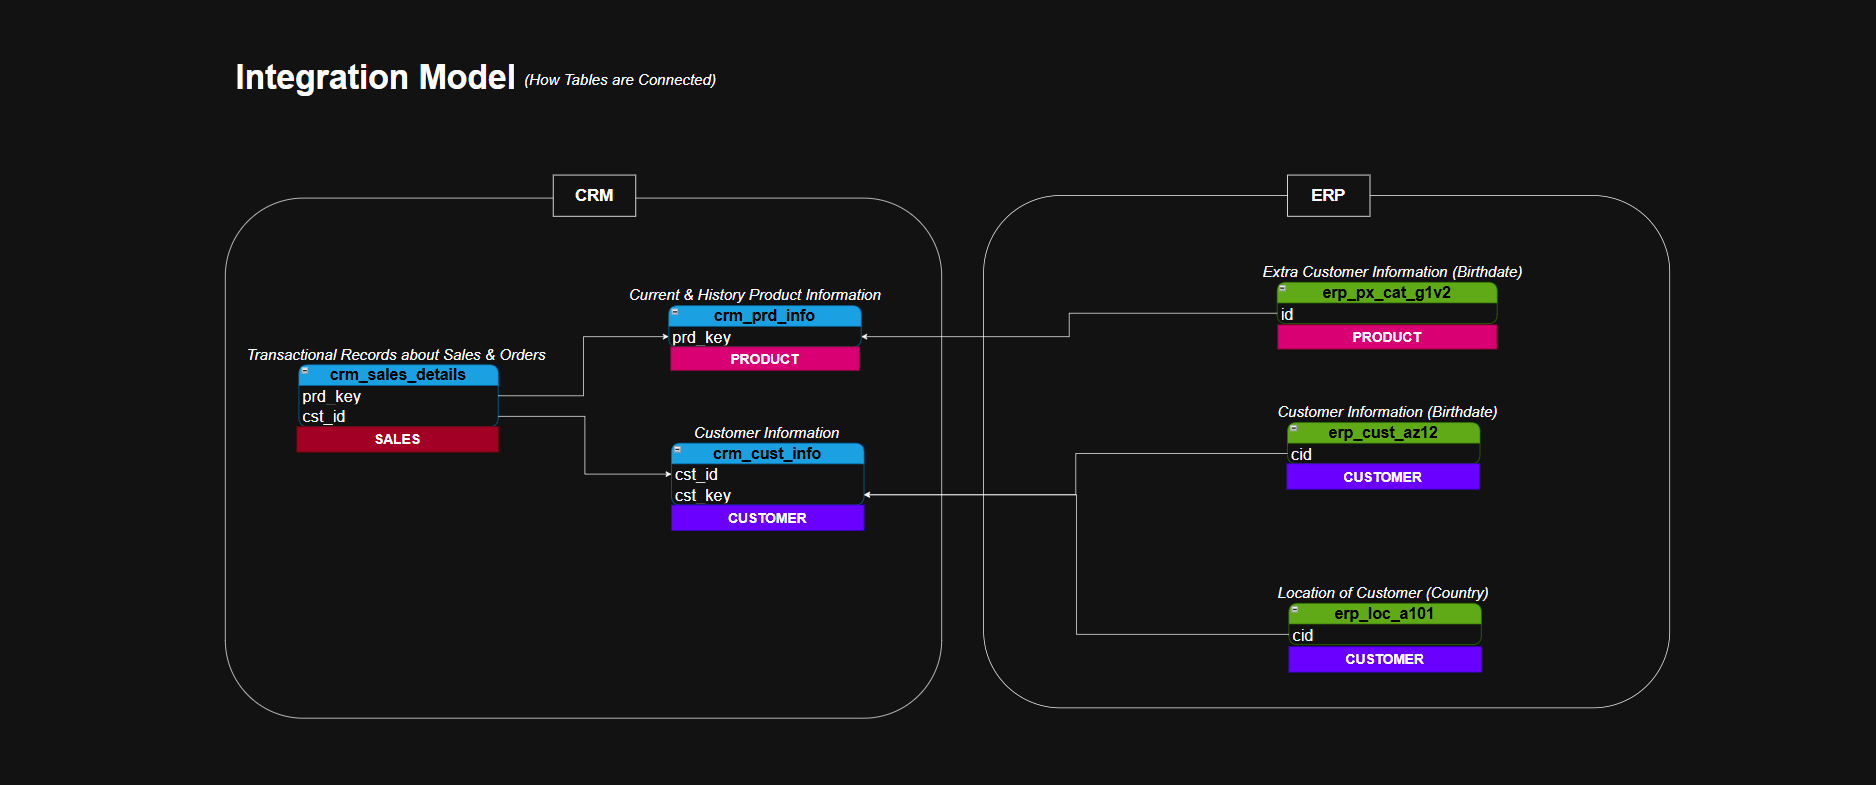 Integration Model (How Tables are Connected)
CRM
Transactional Records about Sales & Orders
crm_sales_details
prd_key
cst_id
SALES
Current & History Product Information
crm_prd_info
prd_key
PRODUCT
Customer Information
crm_cust_info
cst_id
cst_key
CUSTOMER
ERP
Extra Customer Information (Birthdate)
erp_px_cat_g1v2
id
PRODUCT
Customer Information (Birthdate)
erp_cust_az12
cid
CUSTOMER
Location of Customer (Country)
erp_loc_a101
cid
CUSTOMER